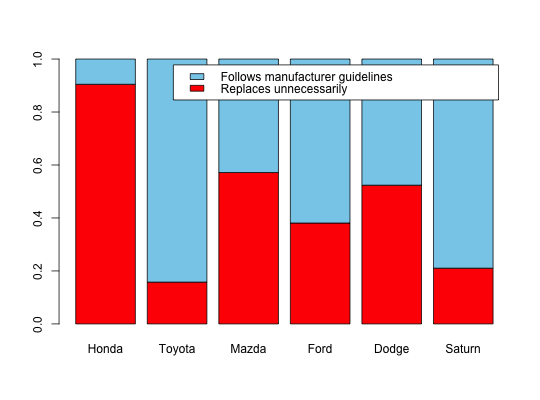 Follows manufacturer guidelines
Replaces unnecessarily
1.0
0.8
0.6
0.4
0.2
0.0
Honda Toyota Mazda Ford Dodge Saturn